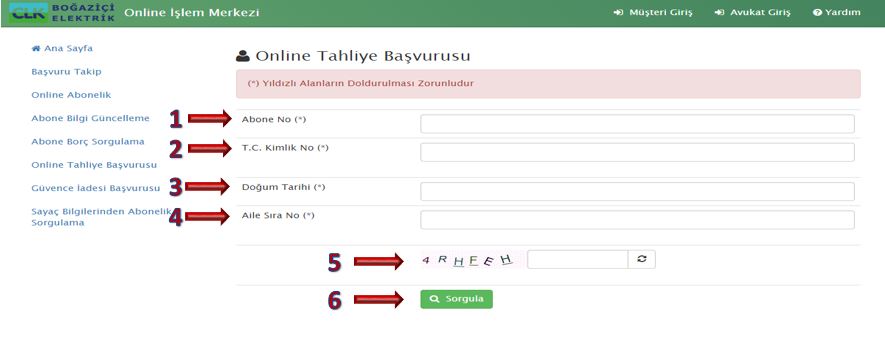 CLK BOĞAZİÇİ ELEKTRİK Online İşlem Merkezi Müşteri Giriş Avukat Giriş Yardım
Ana Sayfa
Başvuru Takip
Online Abonelik
Abone Bilgi Güncelleme
Abone Borç Sorgulama
Online Tahliye Başvurusu
Güvence İadesi Başvurusu
Sayaç Bilgilerinden Abonelik
Sorgulama
Online Tahliye Başvurusu
(*) Yıldızlı Alanların Doldurulması Zorunludur
1 Abone No (*)
2 T.C. Kimlik No (*)
3 Doğum Tarihi (*)
4 Aile Sıra No (*)
5 4 R H F E H
6 Sorgula